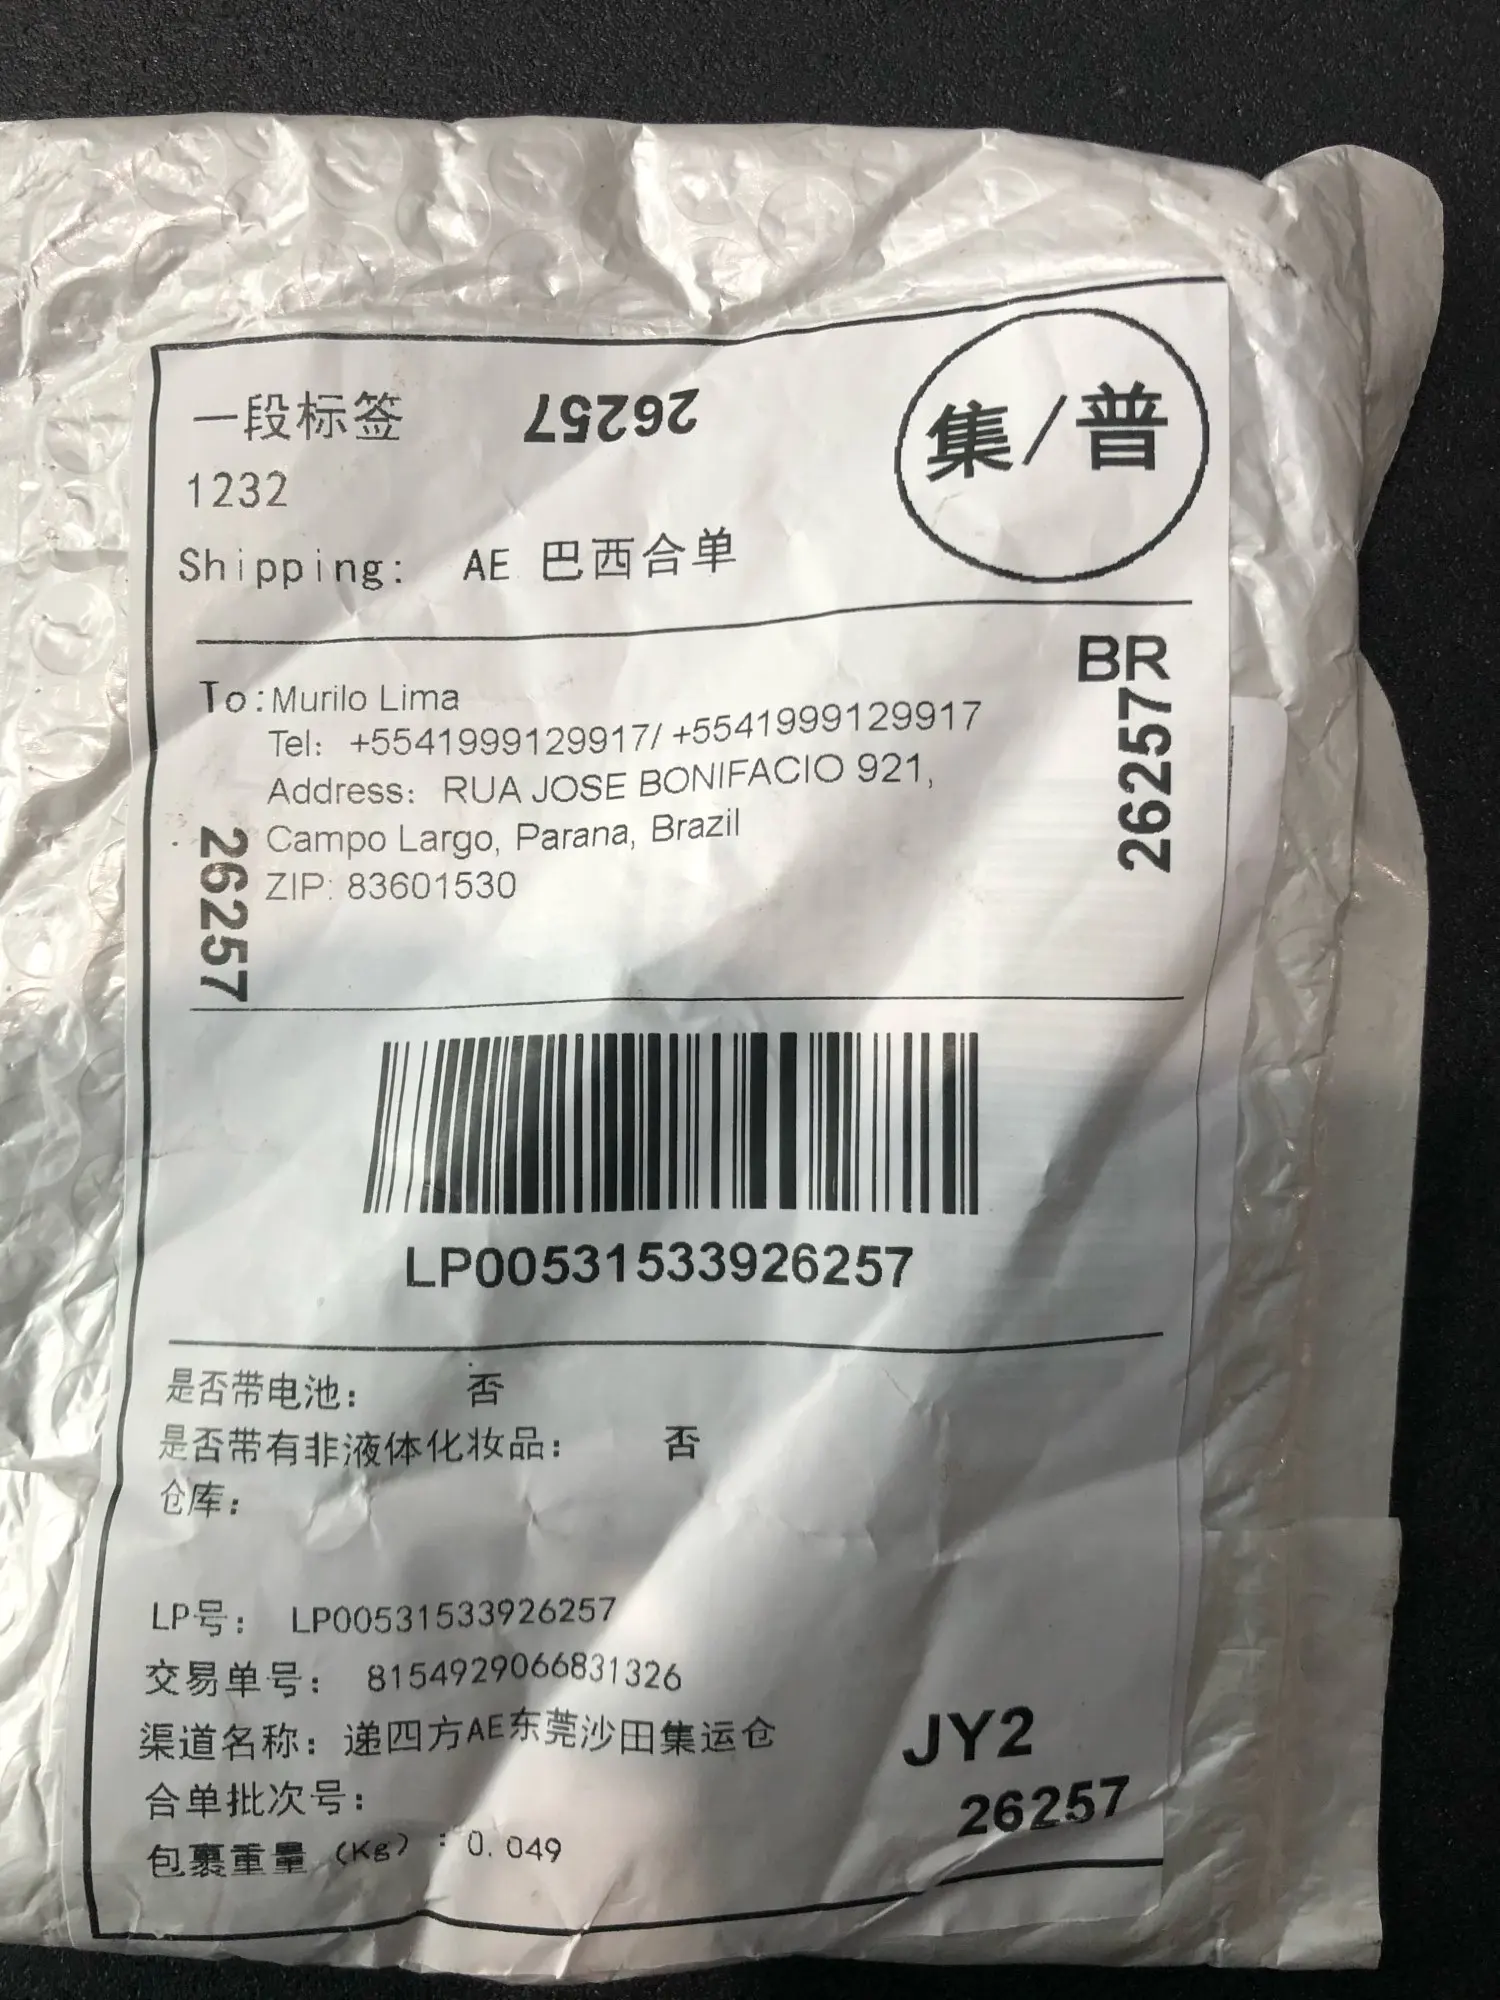 一段标签
26257
集/普
1232
Shipping: AE 巴西合单
BR
To:Murilo Lima
Tel: +5541999129917/ +5541999129917
Address: RUA JOSE BONIFACIO 921,
Campo Largo, Parana, Brazil
ZIP: 83601530
26257
26257
LP00531533926257
是否带电池: 否
是否带有非液体化妆品: 否
仓库:
LP号: LP00531533926257
交易单号: 8154929066831326
渠道名称: 递四方AE东莞沙田集运仓
JY2
合单批次号:
26257
包裹重量 (Kg) :0.049